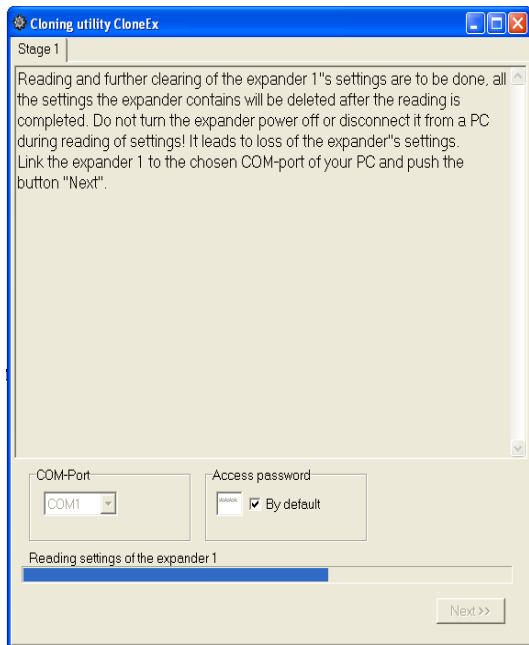 Cloning utility CloneEx
Stage 1
Reading and further clearing of the expander 1"s settings are to be done, all
the settings the expander contains will be deleted after the reading is
completed. Do not turn the expander power off or disconnect it from a PC
during reading of settings! It leads to loss of the expander"s settings.
Link the expander 1 to the chosen COM-port of your PC and push the
button "Next".
COM-Port
Access password
COM1
****
By default
Reading settings of the expander 1
Next>>